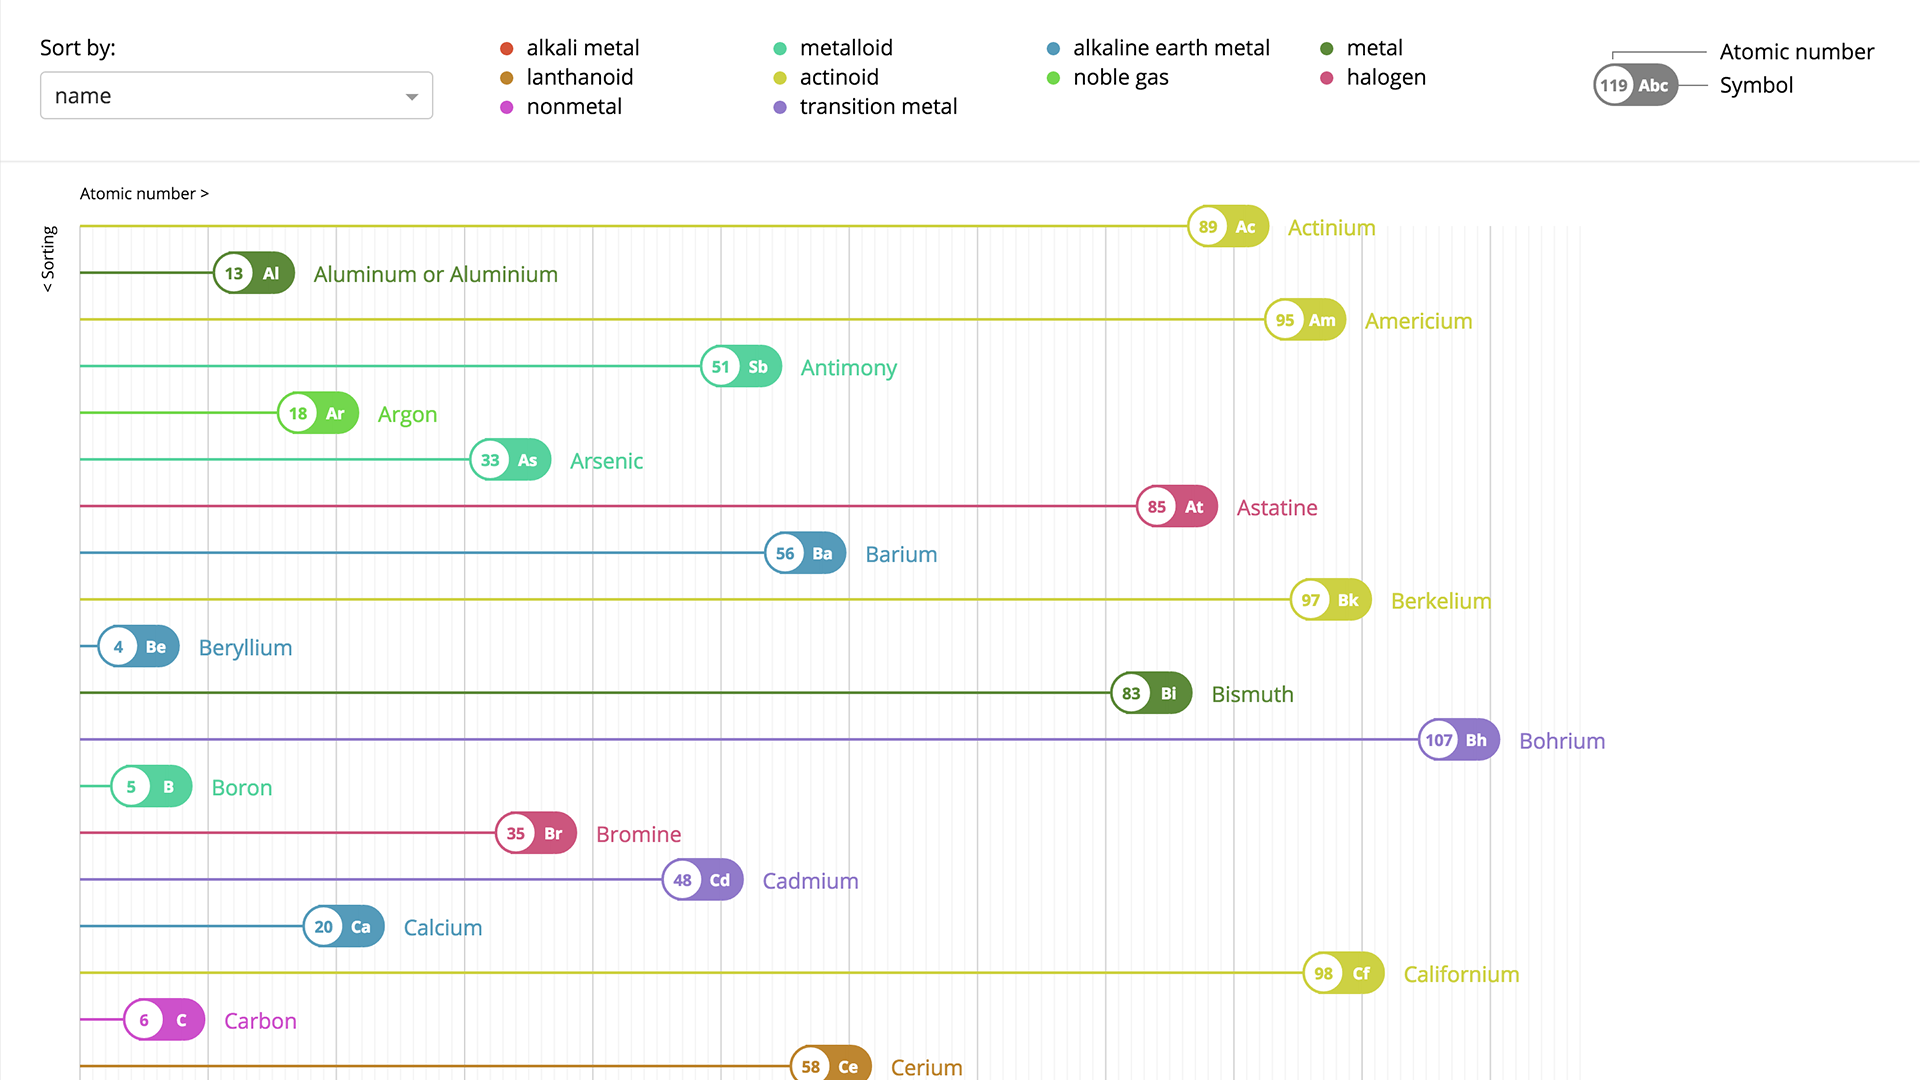 Sort by:
name
alkali metal
lanthanoid
nonmetal
metalloid
actinoid
transition metal
alkaline earth metal
noble gas
metal
halogen
Atomic number
119 Abc Symbol
Atomic number >
< Sorting
89 Ac Actinium
13 Al Aluminum or Aluminium
95 Am Americium
51 Sb Antimony
18 Ar Argon
33 As Arsenic
85 At Astatine
56 Ba Barium
97 Bk Berkelium
4 Be Beryllium
83 Bi Bismuth
107 Bh Bohrium
5 B Boron
35 Br Bromine
48 Cd Cadmium
20 Ca Calcium
98 Cf Californium
6 C Carbon
58 Ce Cerium